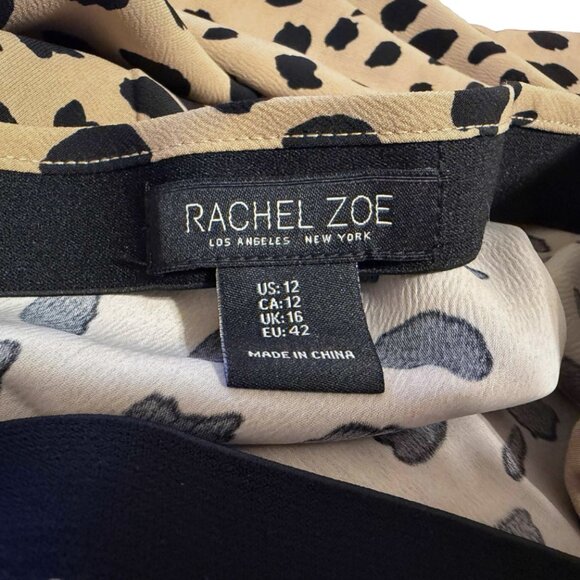 RACHEL ZOE
LOS ANGELES NEW YORK
US: 12
CA: 12
UK: 16
EU: 42
MADE IN CHINA